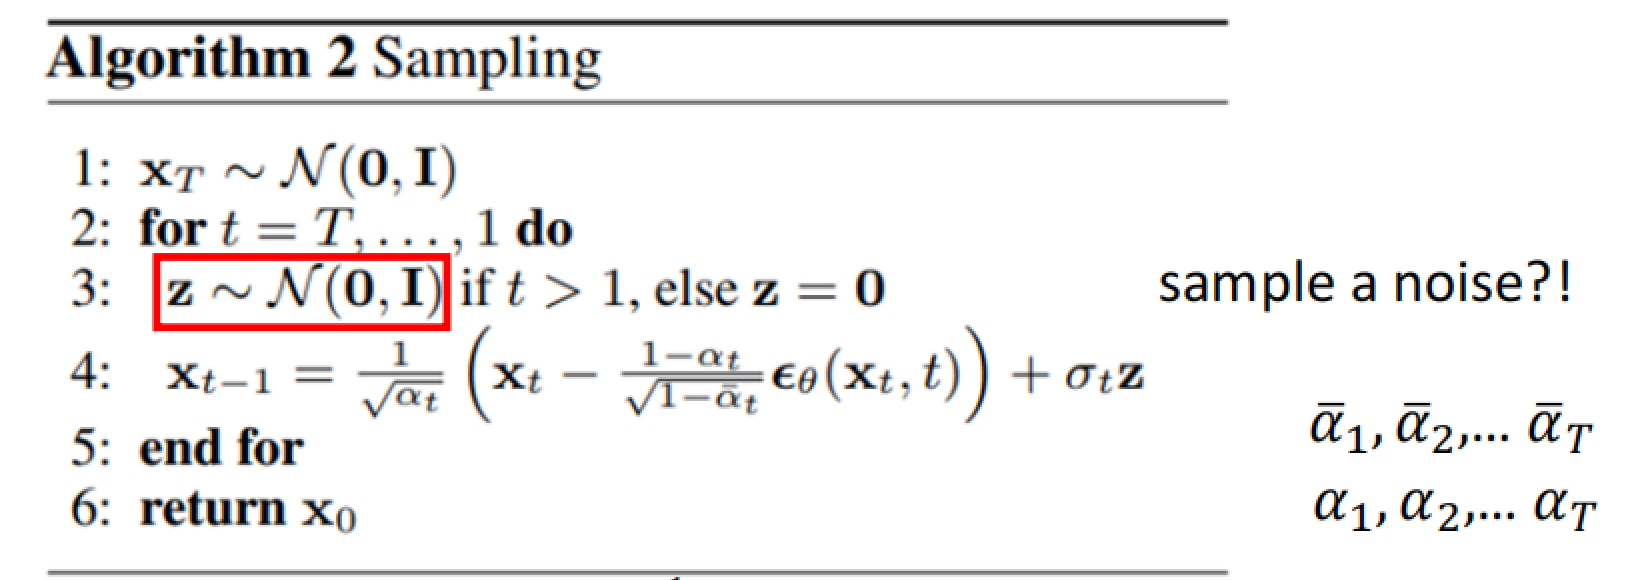 Algorithm 2 Sampling
1: x_T ∼ 𝒩(0, I)
2: for t = T, . . . , 1 do
3: z ∼ 𝒩(0, I) if t > 1, else z = 0
sample a noise?!
4: x_{t−1} = 1/√α_t ( x_t − (1−α_t)/√(1−ᾱ_t) ϵ_θ(x_t, t) ) + σ_t z
ᾱ_1, ᾱ_2,... ᾱ_T
5: end for
6: return x_0
α_1, α_2,... α_T